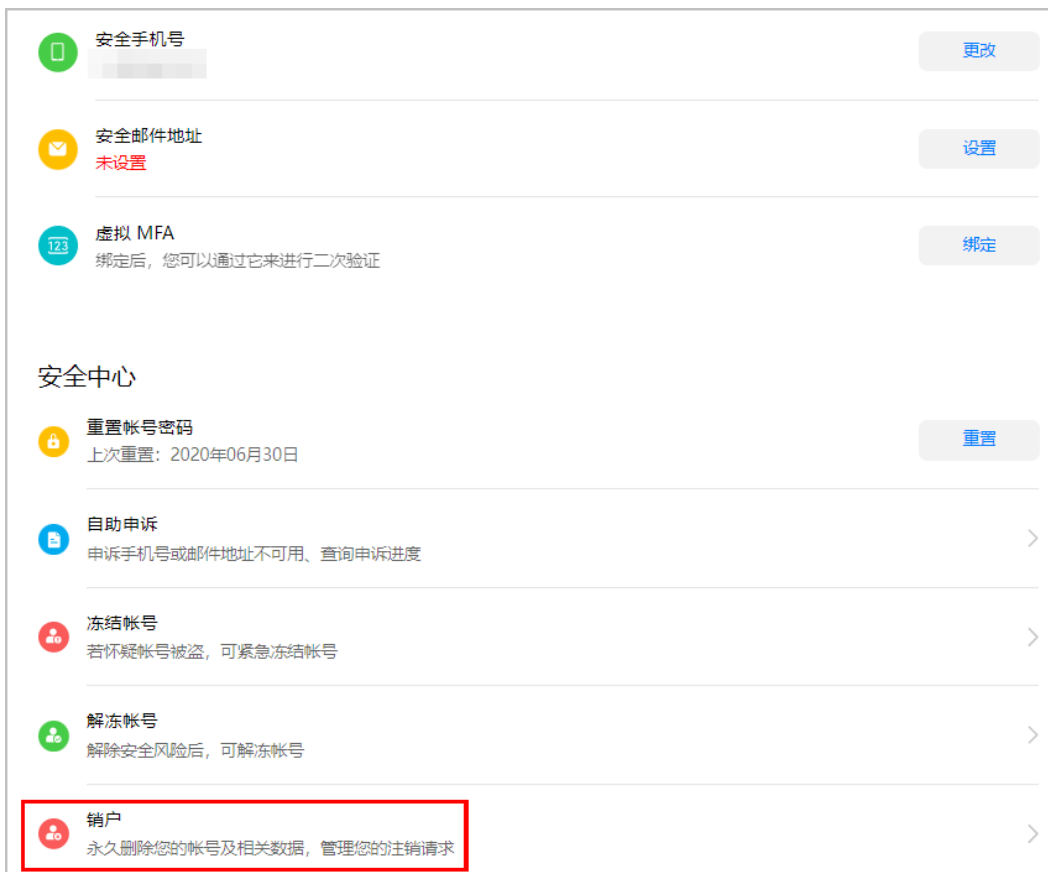 安全手机号
更改
安全邮件地址
未设置
设置
123
虚拟 MFA
绑定后，您可以通过它来进行二次验证
绑定
安全中心
重置帐号密码
上次重置：2020年06月30日
重置
自助申诉
申诉手机号或邮件地址不可用、查询申诉进度
冻结帐号
若怀疑帐号被盗，可紧急冻结帐号
解冻帐号
解除安全风险后，可解冻帐号
销户
永久删除您的帐号及相关数据，管理您的注销请求